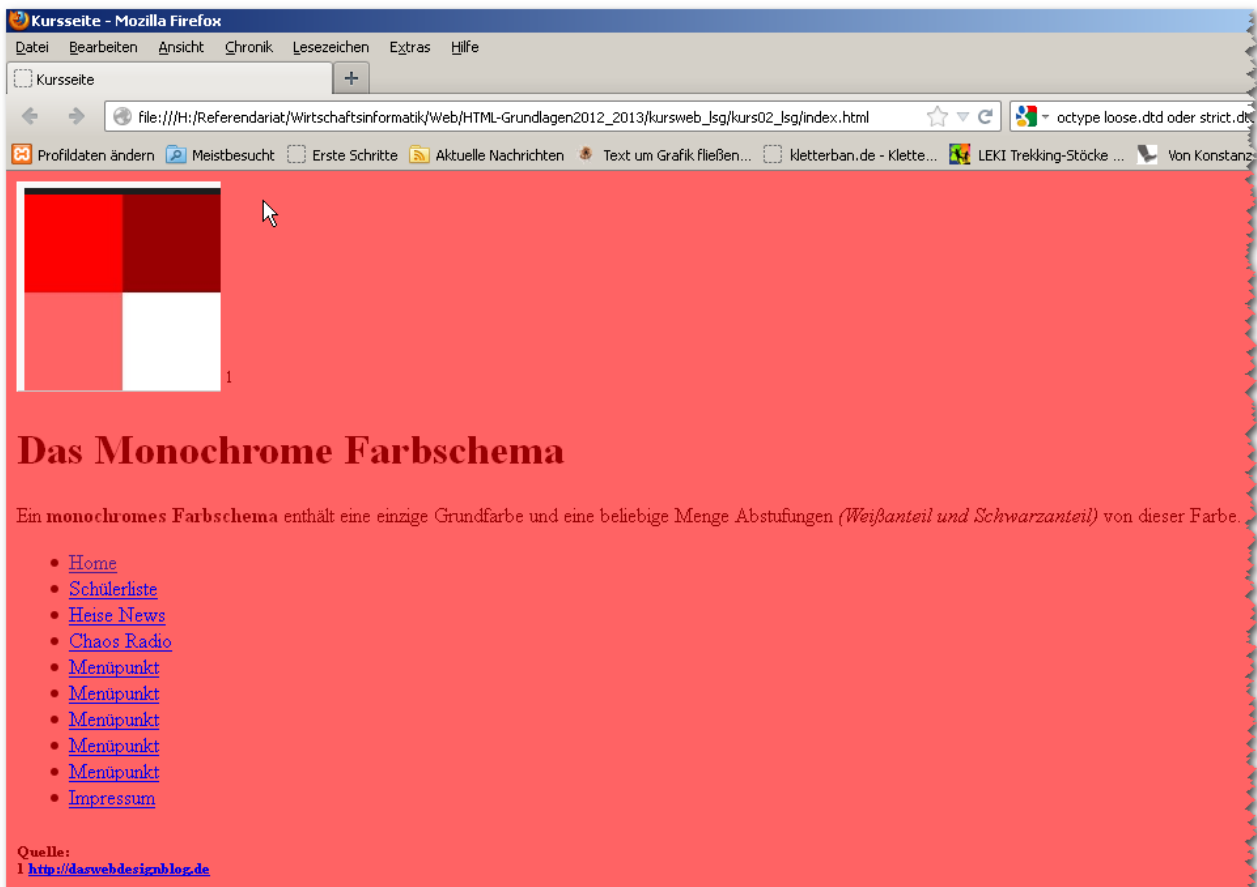 Kursseite - Mozilla Firefox
Datei Bearbeiten Ansicht Chronik Lesezeichen Extras Hilfe
Kursseite +
file:///H:/Referendariat/Wirtschaftsinformatik/Web/HTML-Grundlagen2012_2013/kursweb_lsg/kurs02_lsg/index.html octype loose.dtd oder strict.dt
Profildaten ändern Meistbesucht Erste Schritte Aktuelle Nachrichten Text um Grafik fließen... kletterban.de - Klette... LEKI Trekking-Stöcke ... Von Konstanz
1
Das Monochrome Farbschema
Ein monochromes Farbschema enthält eine einzige Grundfarbe und eine beliebige Menge Abstufungen (Weißanteil und Schwarzanteil) von dieser Farbe.
• Home
• Schülerliste
• Heise News
• Chaos Radio
• Menüpunkt
• Menüpunkt
• Menüpunkt
• Menüpunkt
• Menüpunkt
• Impressum
Quelle:
1 http://daswebdesignblog.de